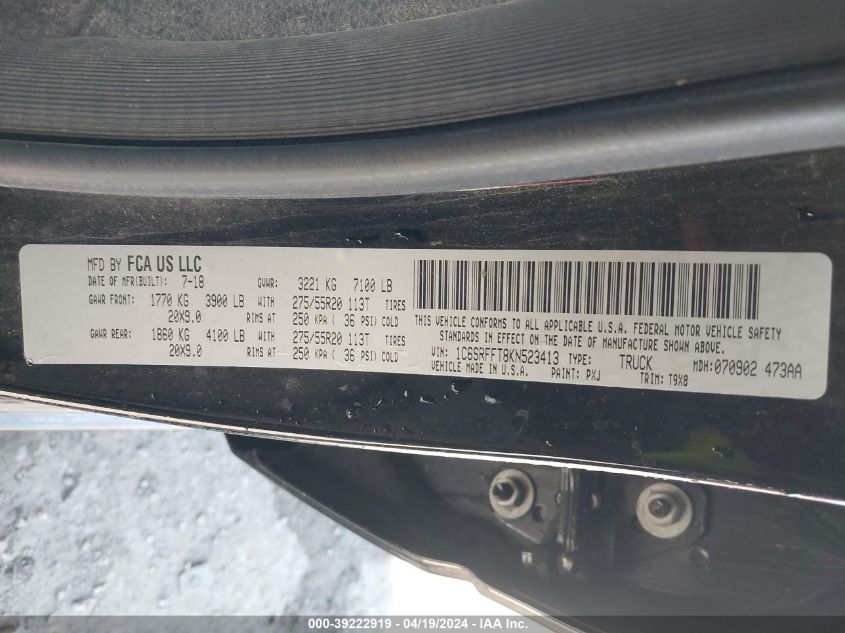 MFD BY FCA US LLC
DATE OF MFR(BUILT): 7-18 GVWR: 3221 KG 7100 LB
GAWR FRONT: 1770 KG 3900 LB WITH 275/55R20 113T TIRES
20X9.0 RIMS AT 250 KPA ( 36 PSI) COLD
GAWR REAR: 1860 KG 4100 LB WITH 275/55R20 113T TIRES
20X9.0 RIMS AT 250 KPA ( 36 PSI) COLD
THIS VEHICLE CONFORMS TO ALL APPLICABLE U.S.A. FEDERAL MOTOR VEHICLE SAFETY
STANDARDS IN EFFECT ON THE DATE OF MANUFACTURE SHOWN ABOVE.
VIN: 1C6SRFFT8KN523413 TYPE: TRUCK MDH:070902 473AA
VEHICLE MADE IN U.S.A. PAINT: PXJ TRIM: T9X8
000-39222919 - 04/19/2024 - IAA Inc.